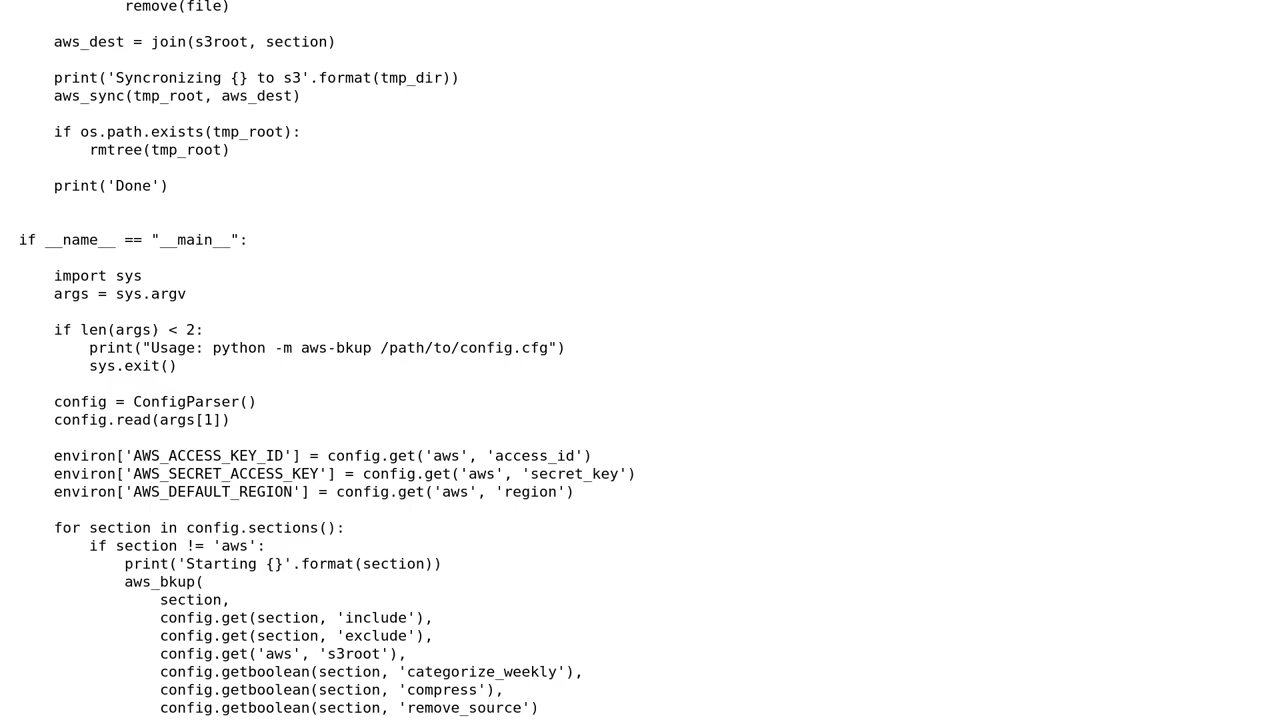 remove(file)
aws_dest = join(s3root, section)
print('Syncronizing {} to s3'.format(tmp_dir))
aws_sync(tmp_root, aws_dest)
if os.path.exists(tmp_root):
rmtree(tmp_root)
print('Done')
if __name__ == "__main__":
import sys
args = sys.argv
if len(args) < 2:
print("Usage: python -m aws-bkup /path/to/config.cfg")
sys.exit()
config = ConfigParser()
config.read(args[1])
environ['AWS_ACCESS_KEY_ID'] = config.get('aws', 'access_id')
environ['AWS_SECRET_ACCESS_KEY'] = config.get('aws', 'secret_key')
environ['AWS_DEFAULT_REGION'] = config.get('aws', 'region')
for section in config.sections():
if section != 'aws':
print('Starting {}'.format(section))
aws_bkup(
section,
config.get(section, 'include'),
config.get(section, 'exclude'),
config.get('aws', 's3root'),
config.getboolean(section, 'categorize_weekly'),
config.getboolean(section, 'compress'),
config.getboolean(section, 'remove_source')